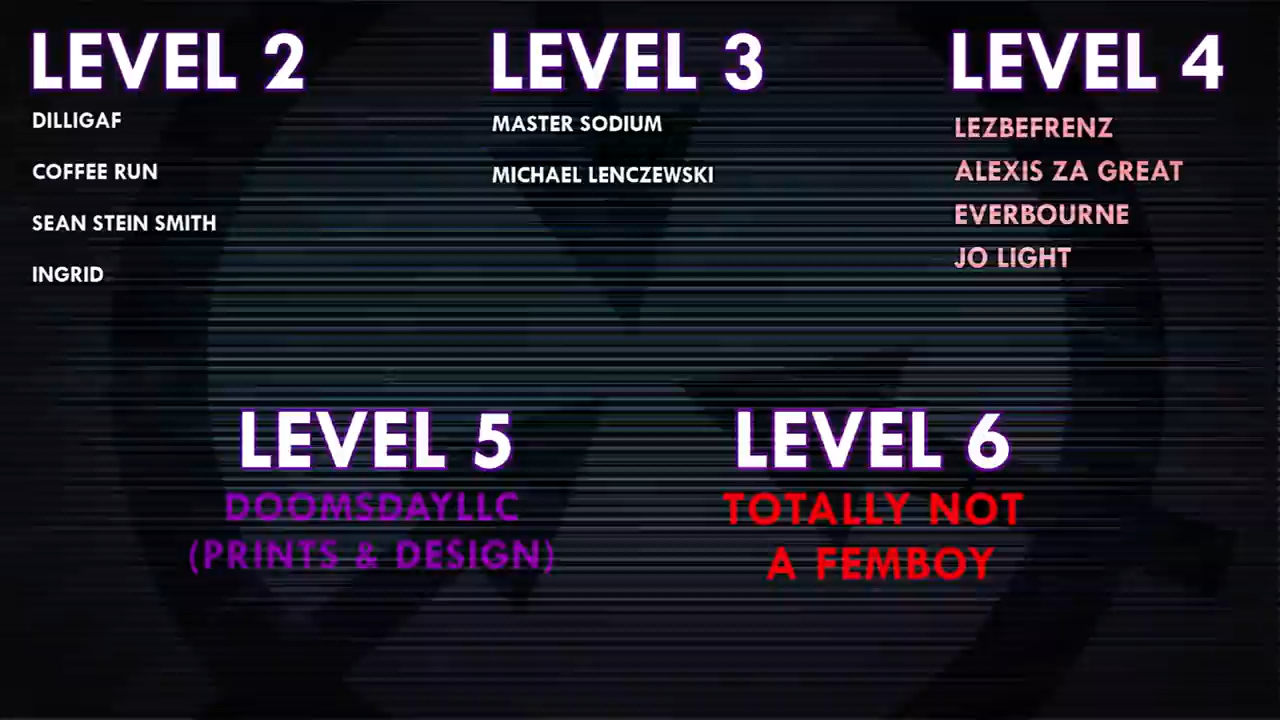 LEVEL 2
DILLIGAF
COFFEE RUN
SEAN STEIN SMITH
INGRID
LEVEL 3
MASTER SODIUM
MICHAEL LENCZEWSKI
LEVEL 4
LEZBEFRENZ
ALEXIS ZA GREAT
EVERBOURNE
JO LIGHT
LEVEL 5
DOOMSDAYLLC
(PRINTS & DESIGN)
LEVEL 6
TOTALLY NOT
A FEMBOY